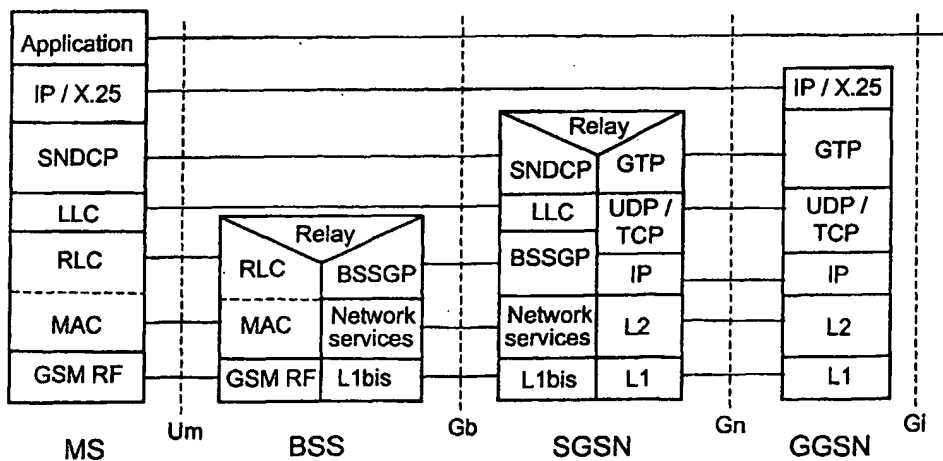 Application
IP / X.25
SNDCP
LLC
RLC
MAC
GSM RF
MS
Um
Relay
RLC
BSSGP
MAC
Network
services
GSM RF
L1bis
BSS
Gb
Relay
SNDCP
GTP
LLC
UDP /
TCP
BSSGP
IP
Network
services
L2
L1bis
L1
SGSN
Gn
IP / X.25
GTP
UDP /
TCP
IP
L2
L1
GGSN
Gi